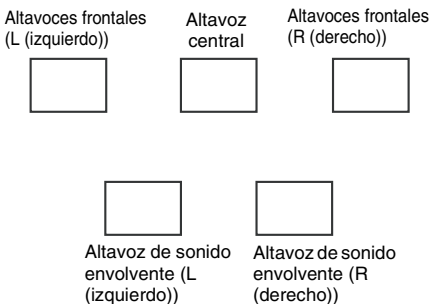 Altavoces frontales
(L (izquierdo))
Altavoz
central
Altavoces frontales
(R (derecho))
Altavoz de sonido
envolvente (L
(izquierdo))
Altavoz de sonido
envolvente (R
(derecho))